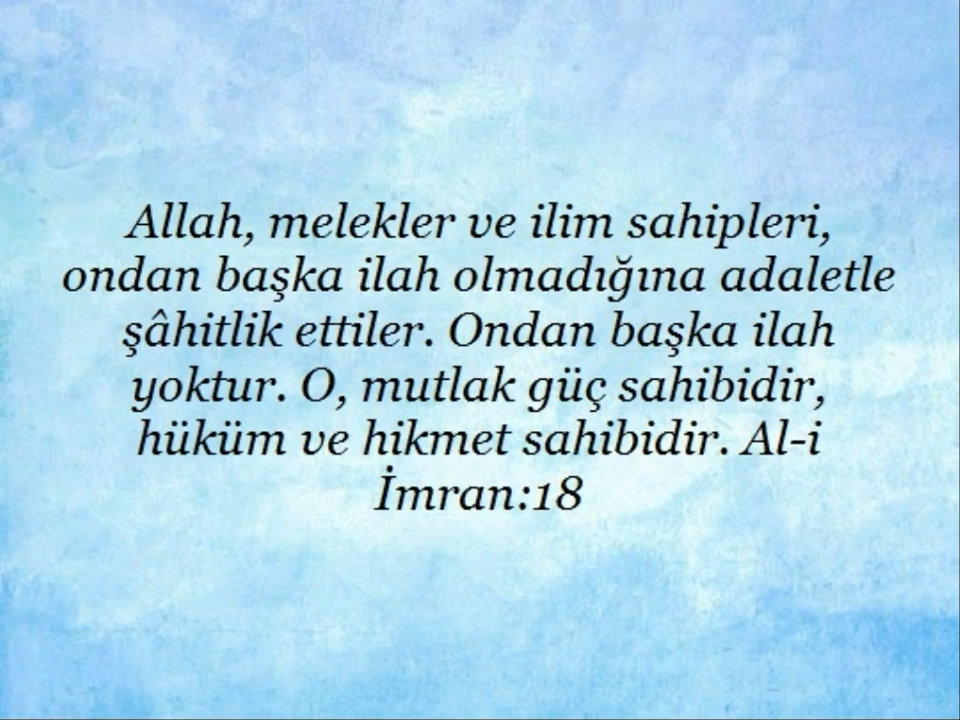 Allah, melekler ve ilim sahipleri,
ondan başka ilah olmadığına adaletle
şâhitlik ettiler. Ondan başka ilah
yoktur. O, mutlak güç sahibidir,
hüküm ve hikmet sahibidir. Al-i
İmran:18